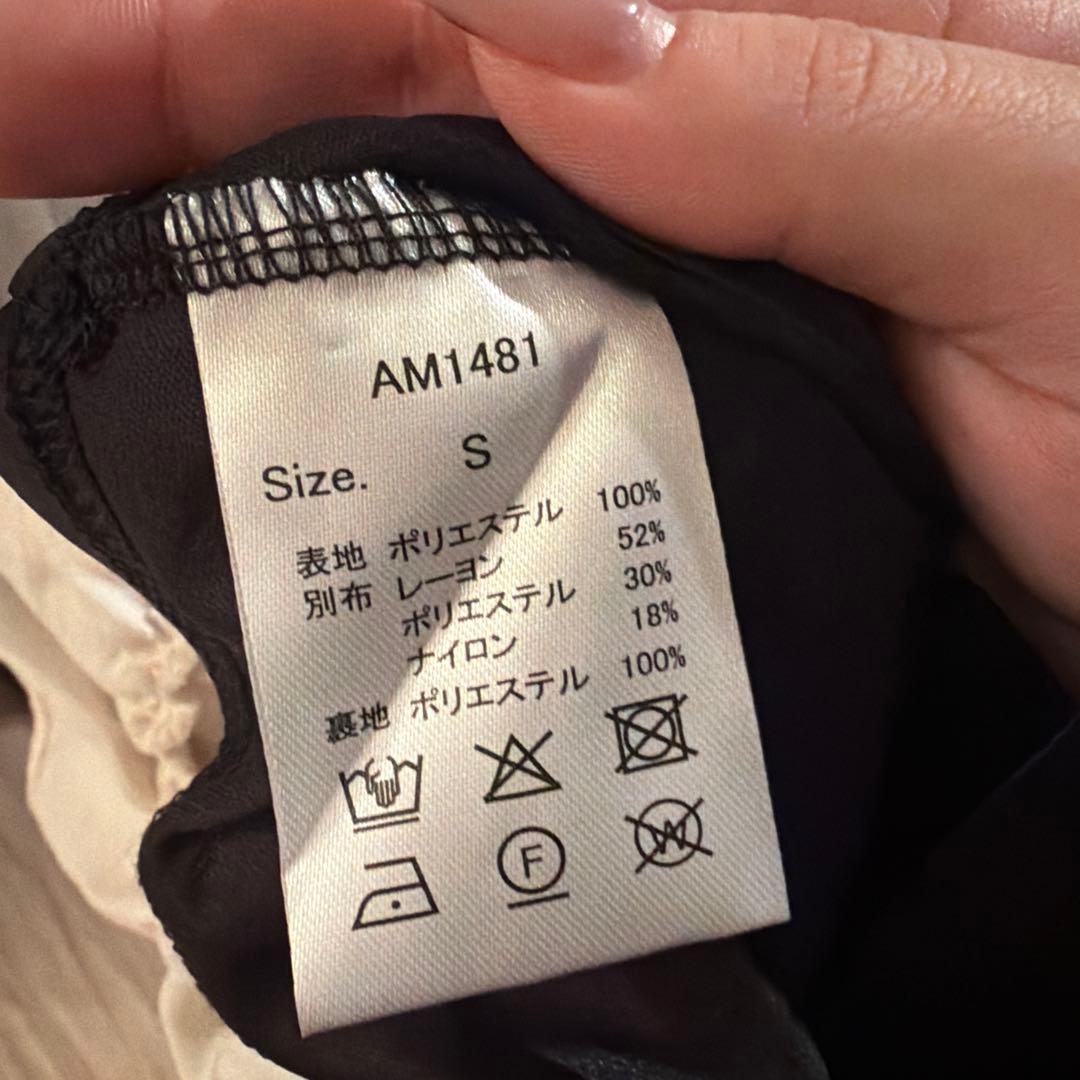 AM1481
Size. S
表地 ポリエステル 100%
別布 レーヨン 52%
ポリエステル 30%
ナイロン 18%
裏地 ポリエステル 100%
F
W